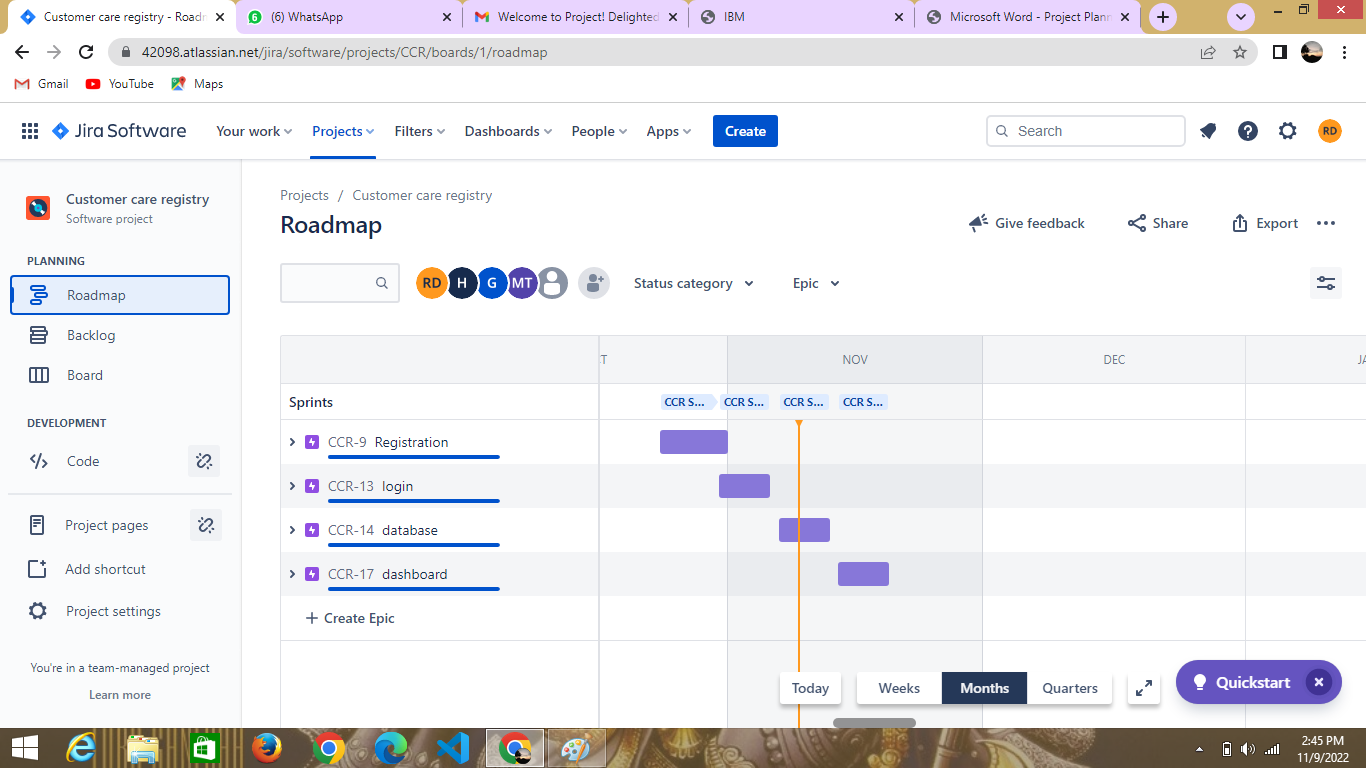 Customer care registry - Roadm
(6) WhatsApp
Welcome to Project! Delighted
IBM
Microsoft Word - Project Plann
42098.atlassian.net/jira/software/projects/CCR/boards/1/roadmap
Gmail YouTube Maps
Jira Software Your work Projects Filters Dashboards People Apps Create Search RD
Customer care registry
Software project
PLANNING
Roadmap
Backlog
Board
DEVELOPMENT
Code
Project pages
Add shortcut
Project settings
You're in a team-managed project
Learn more
Projects / Customer care registry
Roadmap
Give feedback Share Export
RD H G MT Status category Epic
T NOV DEC JA
Sprints CCR S... CCR S... CCR S... CCR S...
CCR-9 Registration
CCR-13 login
CCR-14 database
CCR-17 dashboard
+ Create Epic
Today Weeks Months Quarters
Quickstart
2:45 PM
11/9/2022